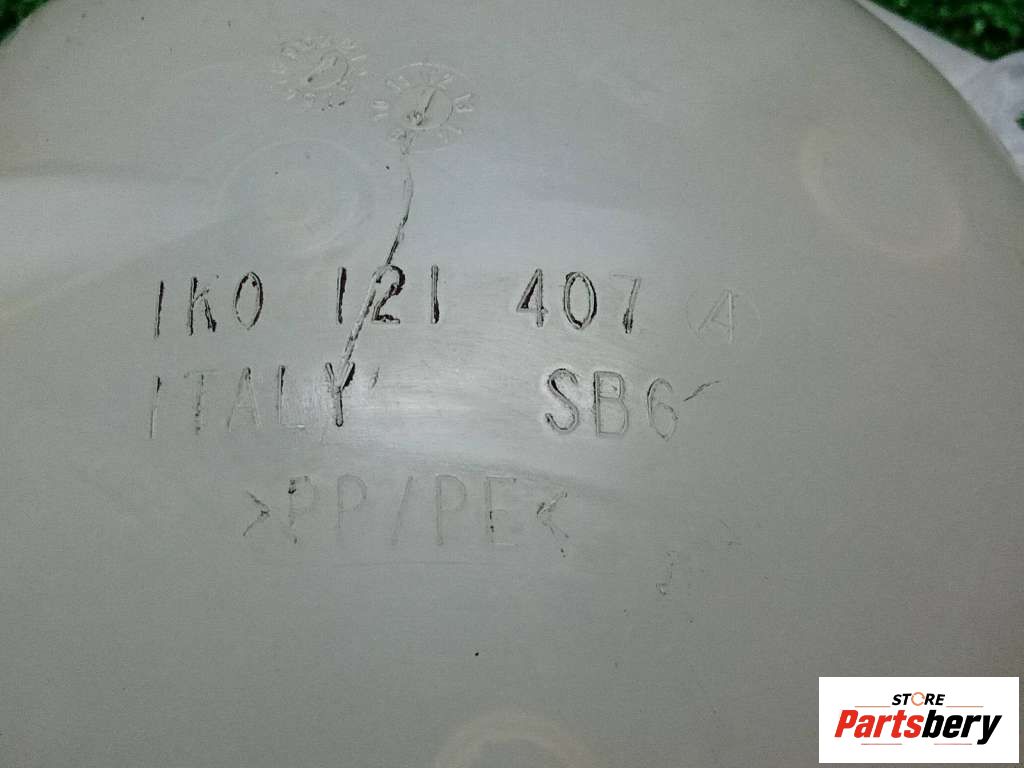 1K0 121 407 A
ITALY SB6
>PP/PE<
STORE
Partsbery